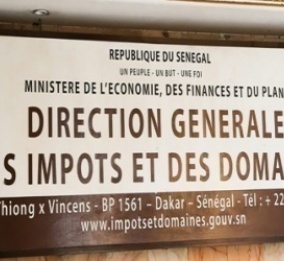 REPUBLIQUE DU SENEGAL
UN PEUPLE - UN BUT - UNE FOI
MINISTERE DE L'ECONOMIE, DES FINANCES ET DU PLAN
DIRECTION GENERALE
S IMPOTS ET DES DOMA
Thiong x Vincens - BP 1561 – Dakar – Sénégal - Tél : + 22
www.impotsetdomaines.gouv.sn